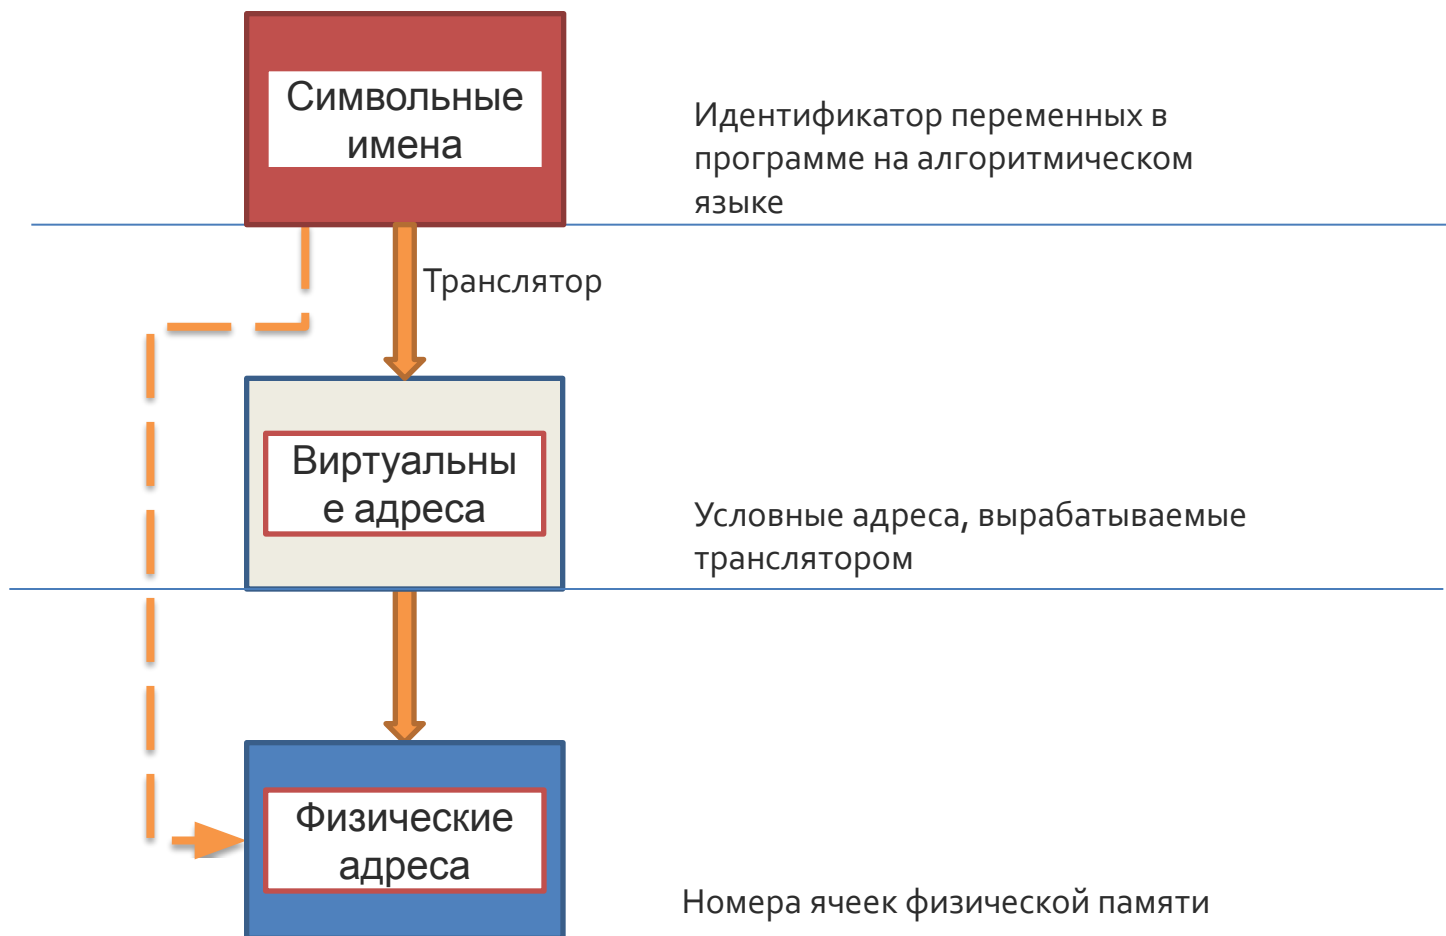 Символьные
имена
Идентификатор переменных в
программе на алгоритмическом
языке
Транслятор
Виртуальны
е адреса
Условные адреса, вырабатываемые
транслятором
Физические
адреса
Номера ячеек физической памяти